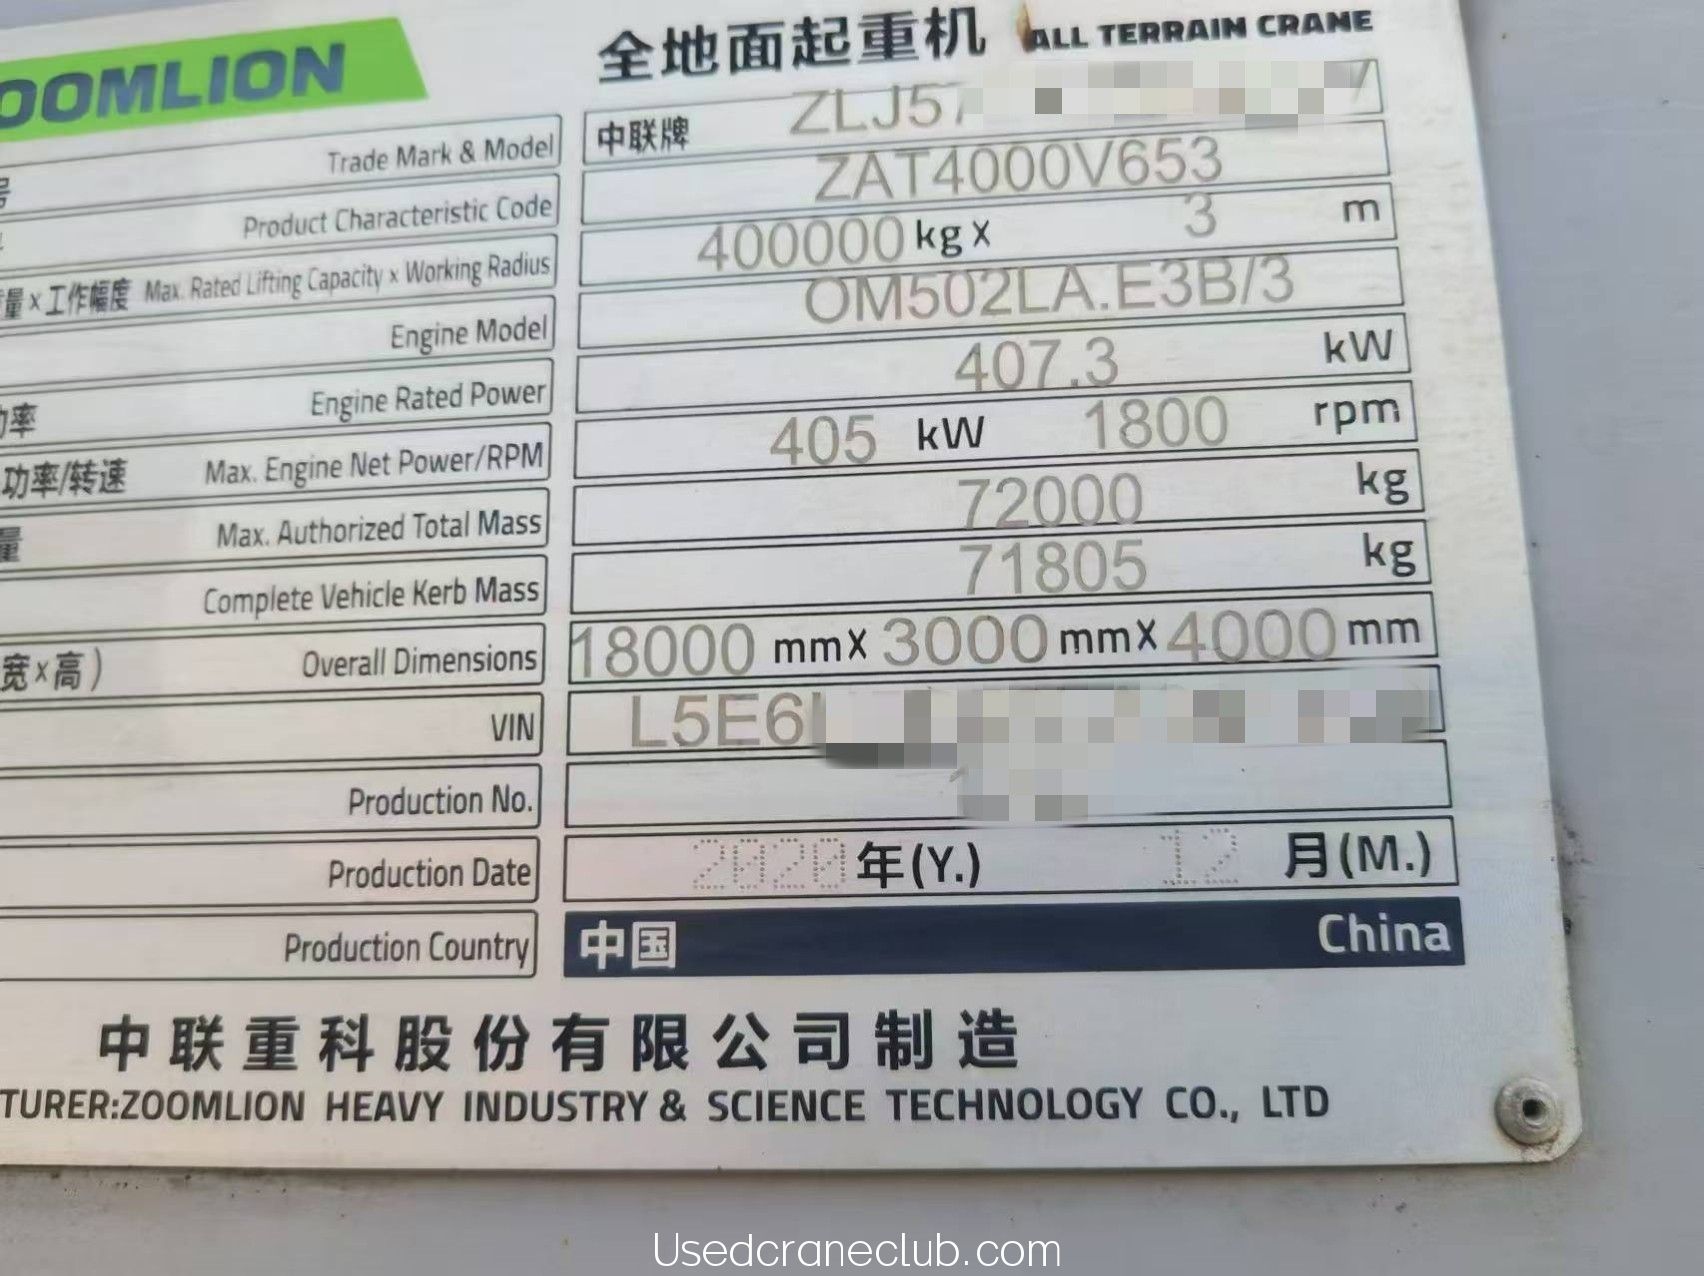 OOMLION 全地面起重机 ALL TERRAIN CRANE
号 Trade Mark & Model 中联牌 ZLJ57
Product Characteristic Code ZAT4000V653
量×工作幅度 Max. Rated Lifting Capacity x Working Radius 400000 kg X 3 m
Engine Model OM502LA.E3B/3
功率 Engine Rated Power 407.3 kW
功率/转速 Max. Engine Net Power/RPM 405 kW 1800 rpm
量 Max. Authorized Total Mass 72000 kg
Complete Vehicle Kerb Mass 71805 kg
宽×高) Overall Dimensions 18000 mmX 3000 mmX 4000 mm
VIN L5E6
Production No.
Production Date 2020 年(Y.) 12 月(M.)
Production Country 中国 China
中联重科股份有限公司制造
TURER:ZOOMLION HEAVY INDUSTRY & SCIENCE TECHNOLOGY CO., LTD
Usedcraneclub.com